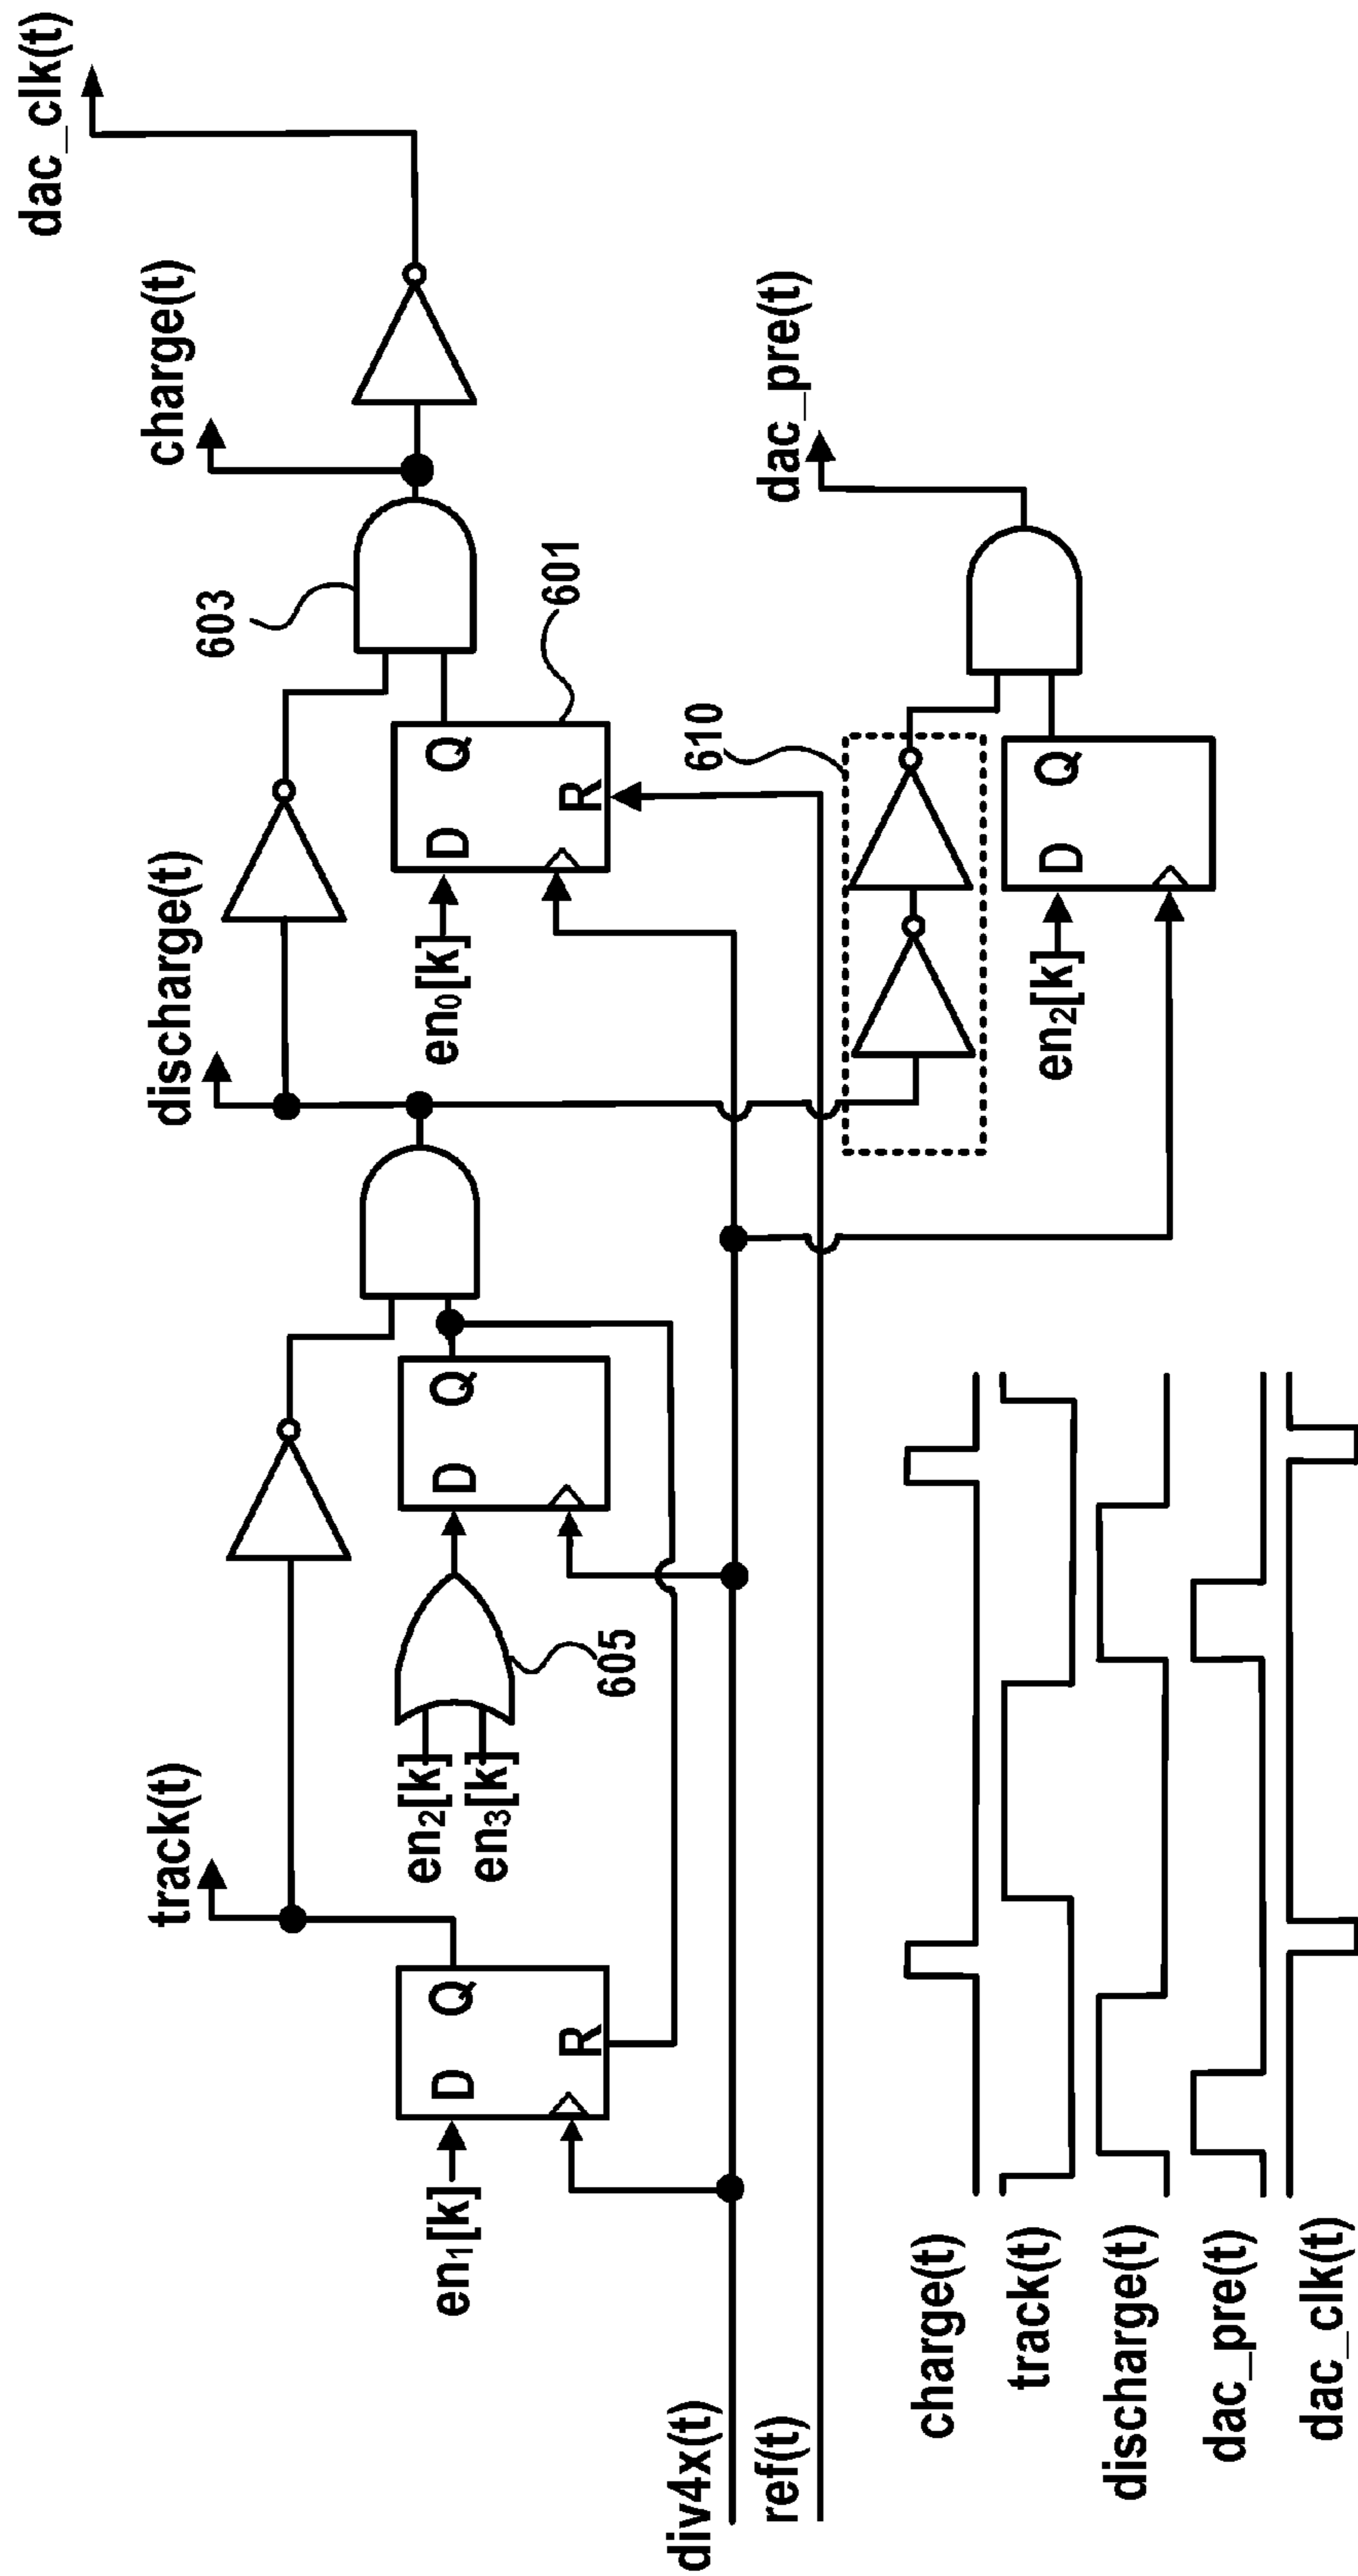 track(t)
discharge(t)
charge(t)
dac_clk(t)
603
en1[k]
D Q
R
en2[k]
en3[k]
605
D Q
en0[k]
D Q
R
601
div4x(t)
ref(t)
610
dac_pre(t)
en2[k]
D Q
charge(t)
track(t)
discharge(t)
dac_pre(t)
dac_clk(t)